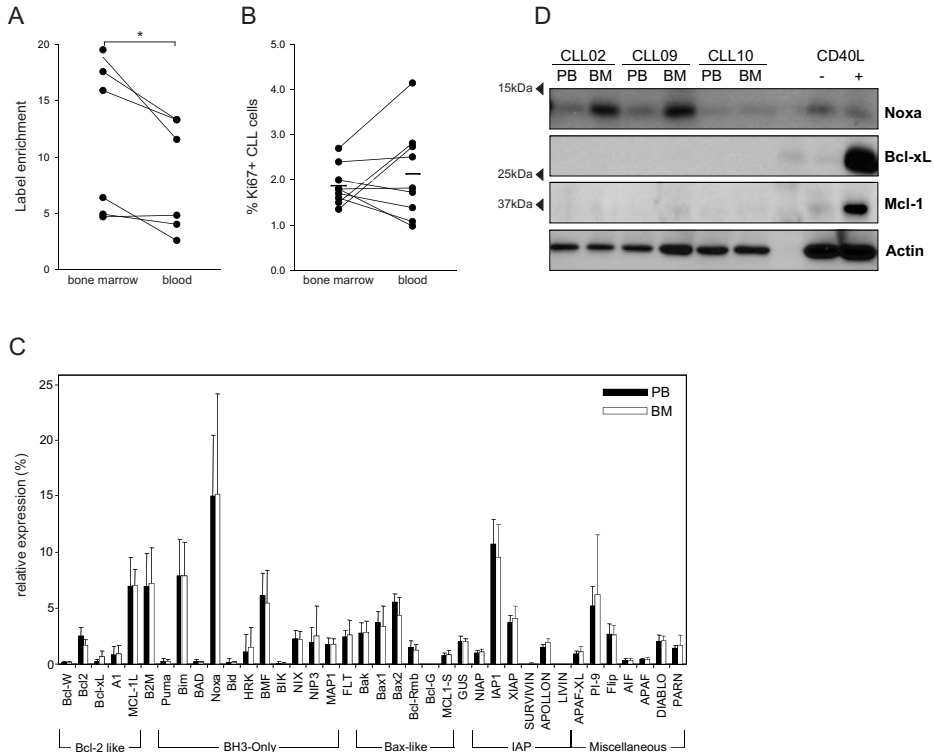 A
B
D
*
Label enrichment
20
15
10
5
0
bone marrow
blood
% Ki67+ CLL cells
5.0
4.0
3.0
2.0
1.0
0.0
bone marrow
blood
CLL02 CLL09 CLL10 CD40L
PB BM PB BM PB BM - +
15kDa
Noxa
Bcl-xL
25kDa
37kDa
Mcl-1
Actin
C
relative expression (%)
25
20
15
10
5
0
PB
BM
Bcl-W
Bcl2
Bcl-xL
A1
MCL-1L
B2M
Puma
Bim
BAD
Noxa
Bid
HRK
BMF
BIK
NIX
NIP3
MAP1
FLT
Bak
Bax1
Bax2
Bcl-Rmb
Bcl-G
MCL1-S
GUS
NIAP
IAP1
XIAP
SURVIVIN
APOLLON
LIVIN
APAF-XL
PI-9
Flip
AIF
APAF
DIABLO
PARN
Bcl-2 like
BH3-Only
Bax-like
IAP
Miscellaneous